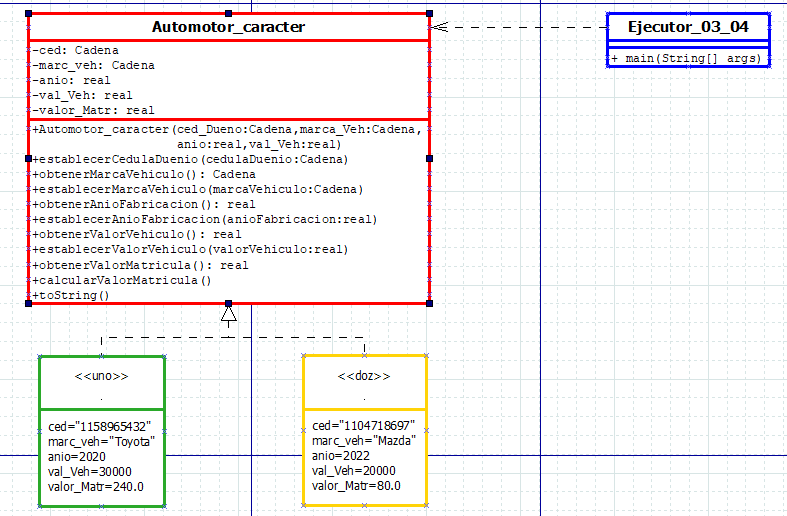 Automotor_caracter
-ced: Cadena
-marc_veh: Cadena
-anio: real
-val_Veh: real
-valor_Matr: real
+Automotor_caracter(ced_Dueno:Cadena,marca_Veh:Cadena,
anio:real,val_Veh:real)
+establecerCedulaDuenio(cedulaDuenio:Cadena)
+obtenerMarcaVehiculo(): Cadena
+establecerMarcaVehiculo(marcaVehiculo:Cadena)
+obtenerAnioFabricacion(): real
+establecerAnioFabricacion(anioFabricacion:real)
+obtenerValorVehiculo(): real
+establecerValorVehiculo(valorVehiculo:real)
+obtenerValorMatricula(): real
+calcularValorMatricula()
+toString()
Ejecutor_03_04
+ main(String[] args)
<<uno>>
.
ced="1158965432"
marc_veh="Toyota"
anio=2020
val_Veh=30000
valor_Matr=240.0
<<doz>>
.
ced="1104718697"
marc_veh="Mazda"
anio=2022
val_Veh=20000
valor_Matr=80.0